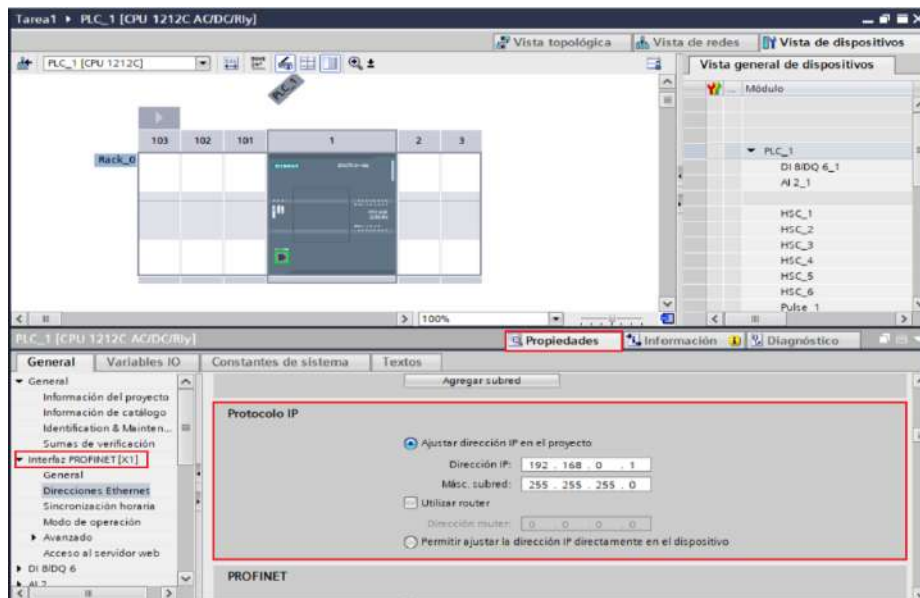 Tarea1 ▸ PLC_1 [CPU 1212C AC/DC/Rly]
Vista topológica Vista de redes Vista de dispositivos
PLC_1 [CPU 1212C]
Vista general de dispositivos
... Módulo
PLC_1
103 102 101 1 2 3
Rack_0
SIEMENS
PLC_1
DI 8/DQ 6_1
AI 2_1
HSC_1
HSC_2
HSC_3
HSC_4
HSC_5
HSC_6
Pulse_1
100%
PLC_1 [CPU 1212C AC/DC/Rly]
Propiedades Información Diagnóstico
General Variables IO Constantes de sistema Textos
General
Información del proyecto
Información de catálogo
Identification & Mainten...
Sumas de verificación
Interfaz PROFINET [X1]
General
Direcciones Ethernet
Sincronización horaria
Modo de operación
Avanzado
Acceso al servidor web
DI 8/DQ 6
AI 2
Agregar subred
Protocolo IP
Ajustar dirección IP en el proyecto
Dirección IP: 192 . 168 . 0 . 1
Másc. subred: 255 . 255 . 255 . 0
Utilizar router
Dirección router: 0 . 0 . 0 . 0
Permitir ajustar la dirección IP directamente en el dispositivo
PROFINET